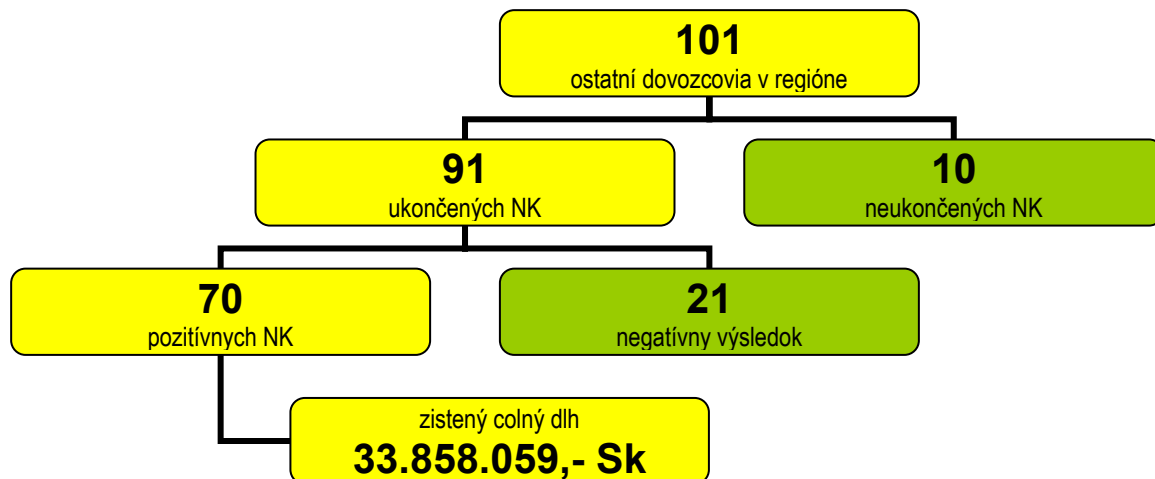 101
ostatní dovozcovia v regióne
91
ukončených NK
10
neukončených NK
70
pozitívnych NK
21
negatívny výsledok
zistený colný dlh
33.858.059,- Sk